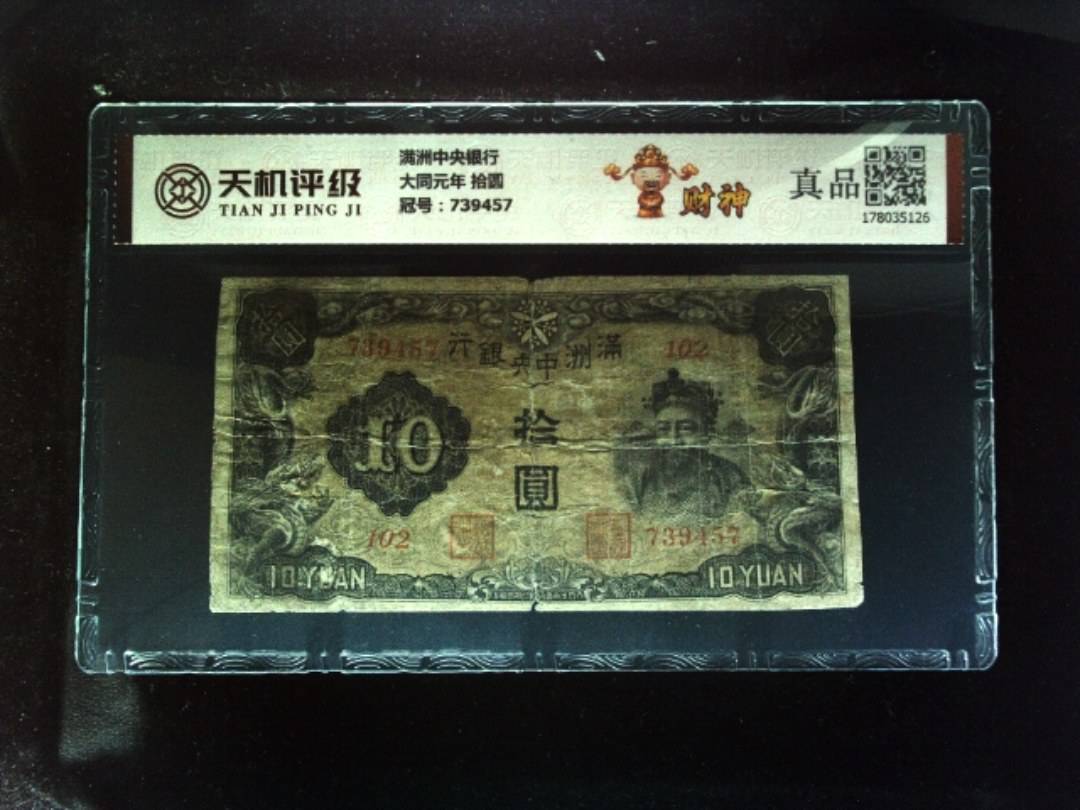 天机评级
TIAN JI PING JI
满洲中央银行
大同元年 拾圆
冠号：739457
财神
真品
178035126
739457
行銀央中洲滿
102
10
拾
圓
102
739457
10 YUAN
10 YUAN